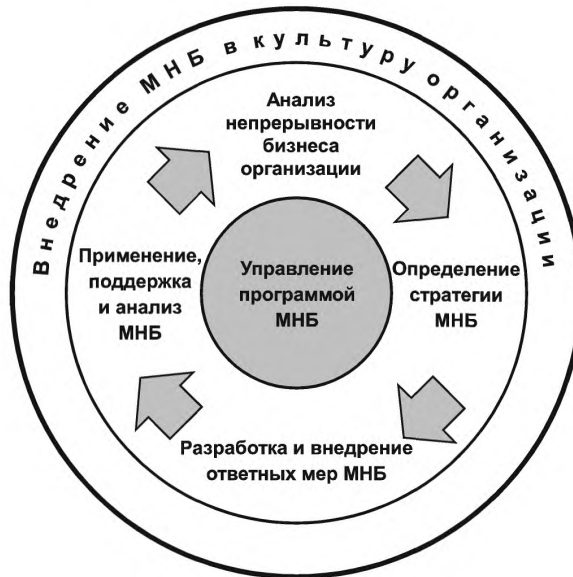 Внедрение МНБ в культуру организации
Анализ
непрерывности
бизнеса
организации
Применение,
поддержка
и анализ
МНБ
Управление
программой
МНБ
Определение
стратегии
МНБ
Разработка и внедрение
ответных мер МНБ